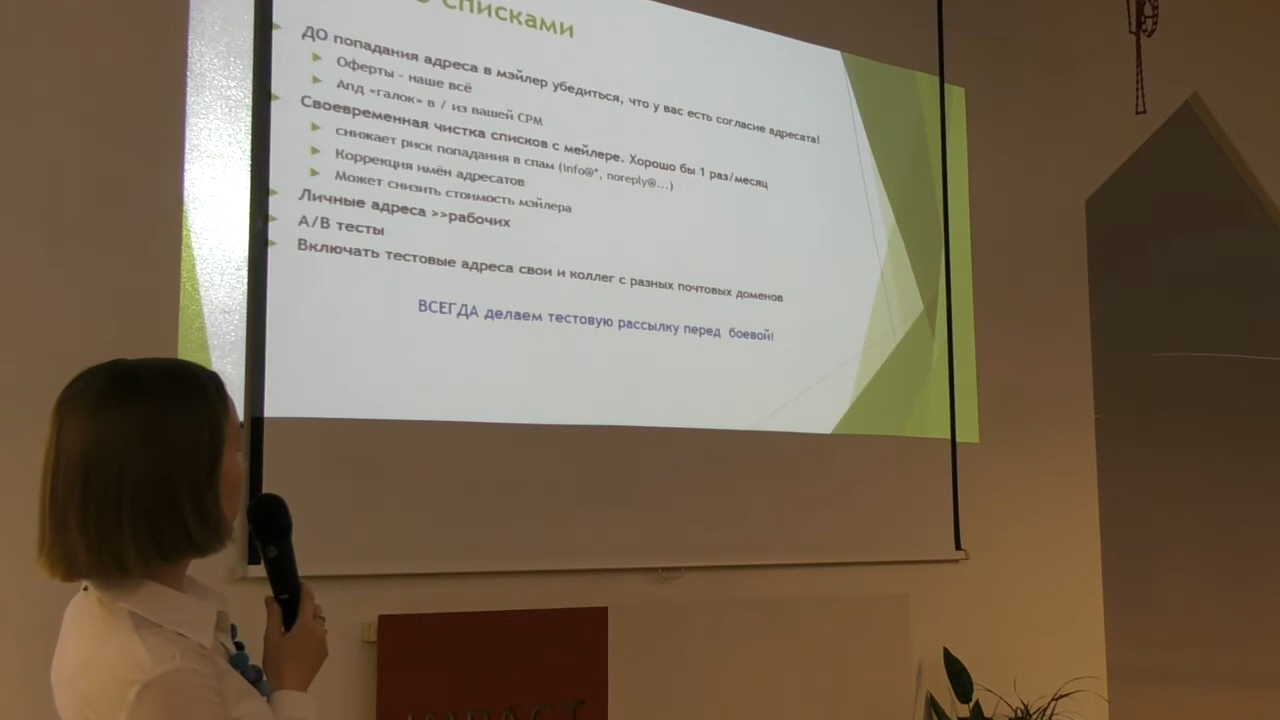 списками
ДО попадания адреса в мэйлер убедиться, что у вас есть согласие адресата!
Оферты - наше всё
Апд «галок» в / из вашей СРМ
Своевременная чистка списков с мейлере. Хорошо бы 1 раз/месяц
снижает риск попадания в спам (info@*, noreply@...)
Коррекция имён адресатов
Может снизить стоимость мэйлера
Личные адреса >>рабочих
А/В тесты
Включать тестовые адреса свои и коллег с разных почтовых доменов
ВСЕГДА делаем тестовую рассылку перед боевой!
IMPACT